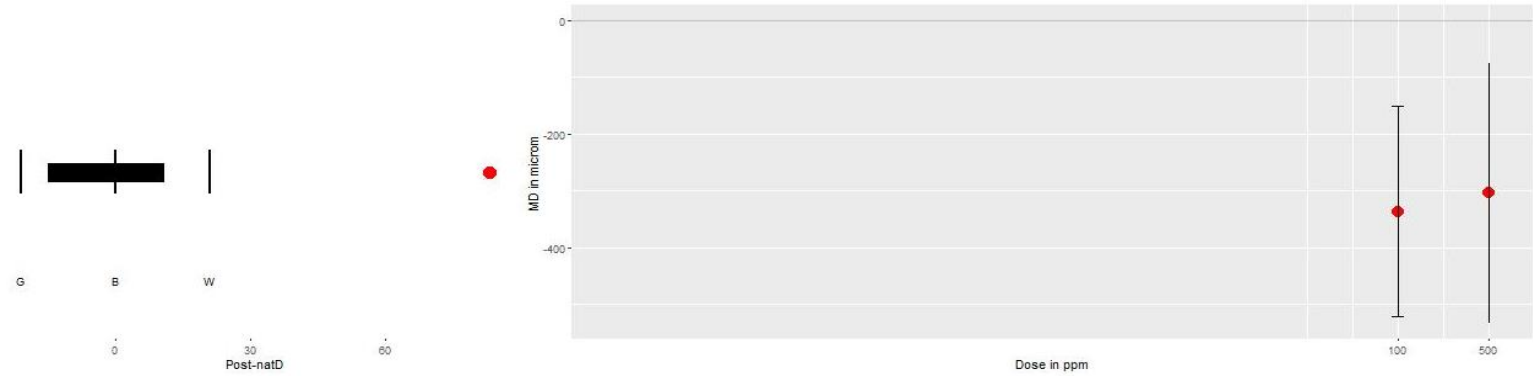 G B W
0 30 60
Post-natD
MD in microm
0
-200
-400
100 500
Dose in ppm